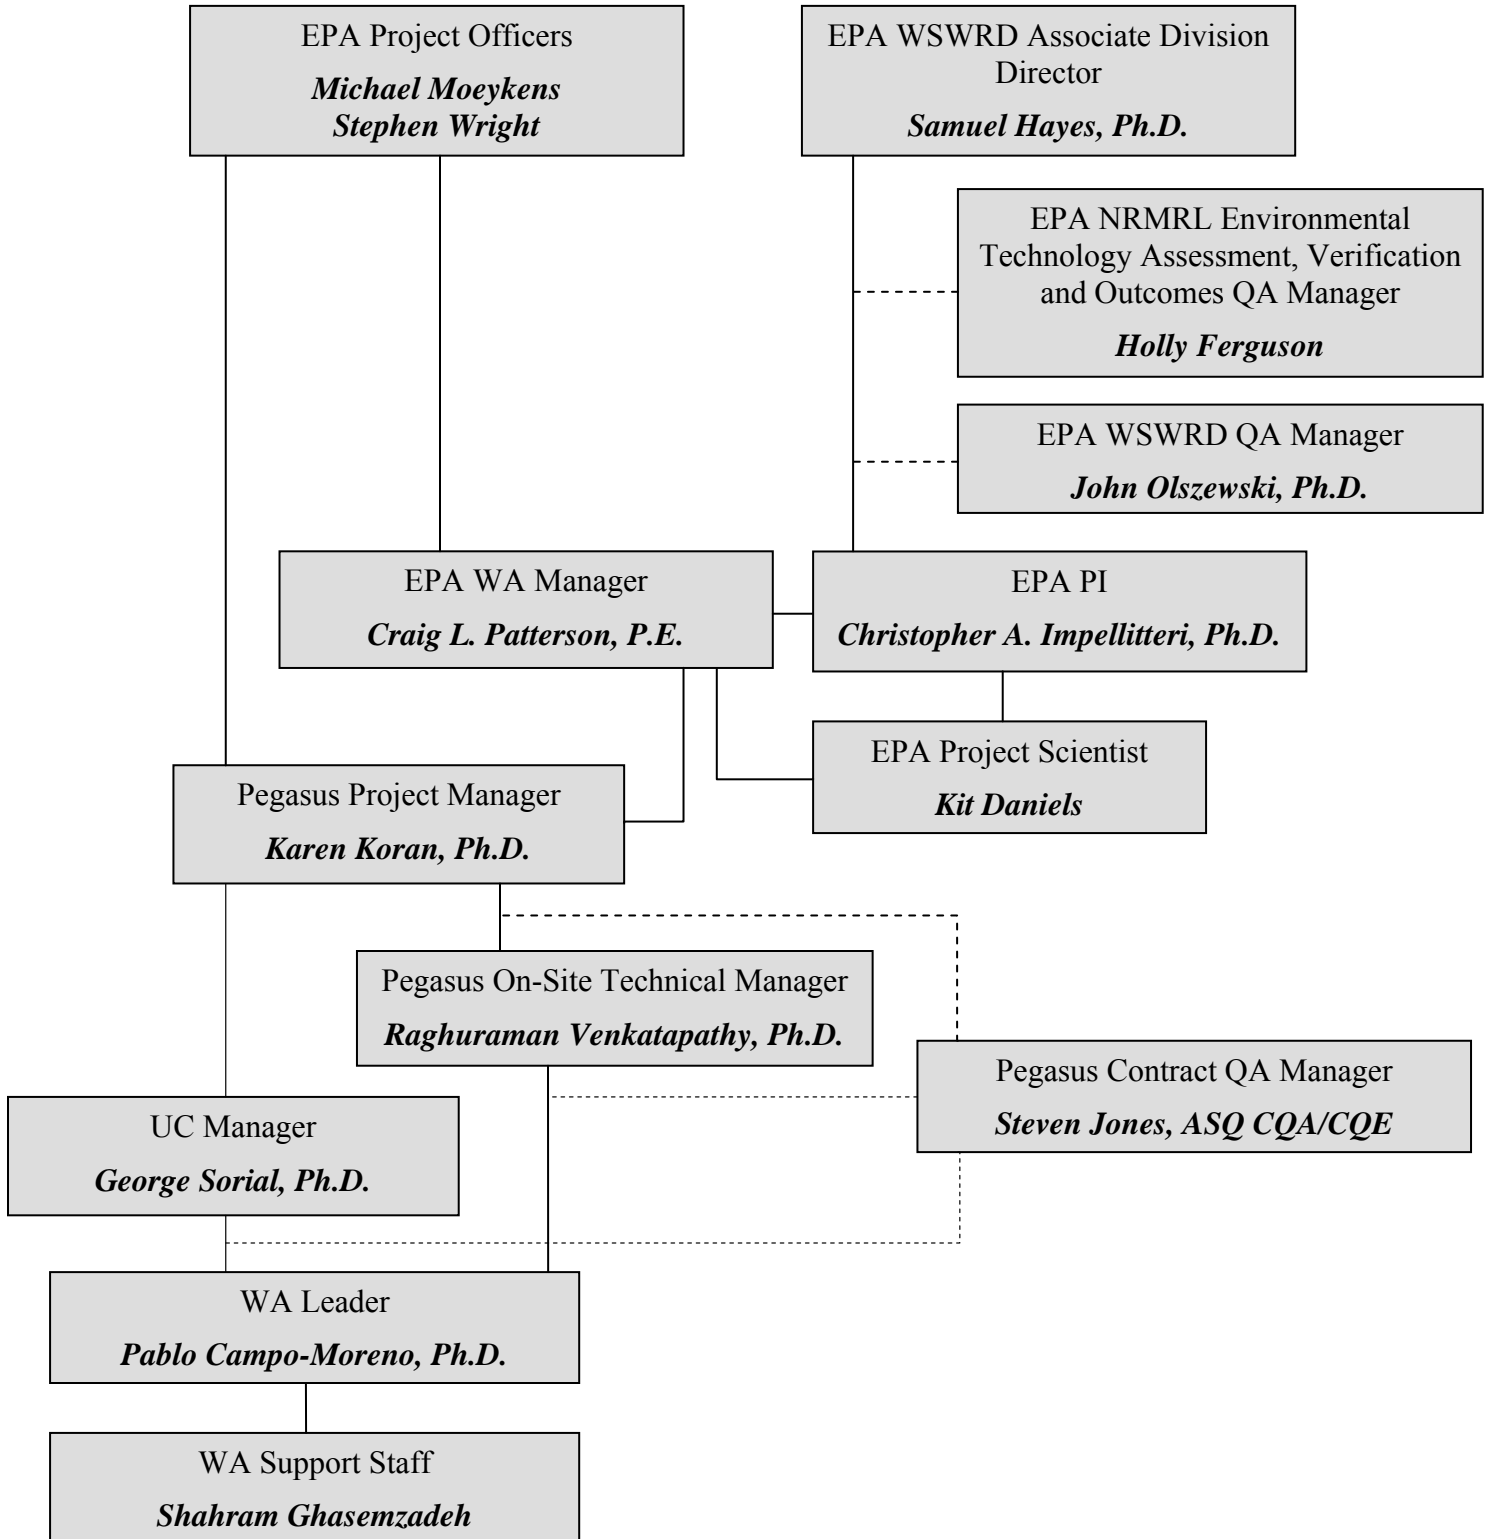 EPA Project Officers
Michael Moeykens
Stephen Wright
EPA WSWRD Associate Division
Director
Samuel Hayes, Ph.D.
EPA NRMRL Environmental
Technology Assessment, Verification
and Outcomes QA Manager
Holly Ferguson
EPA WSWRD QA Manager
John Olszewski, Ph.D.
EPA WA Manager
Craig L. Patterson, P.E.
EPA PI
Christopher A. Impellitteri, Ph.D.
EPA Project Scientist
Kit Daniels
Pegasus Project Manager
Karen Koran, Ph.D.
Pegasus On-Site Technical Manager
Raghuraman Venkatapathy, Ph.D.
Pegasus Contract QA Manager
Steven Jones, ASQ CQA/CQE
UC Manager
George Sorial, Ph.D.
WA Leader
Pablo Campo-Moreno, Ph.D.
WA Support Staff
Shahram Ghasemzadeh